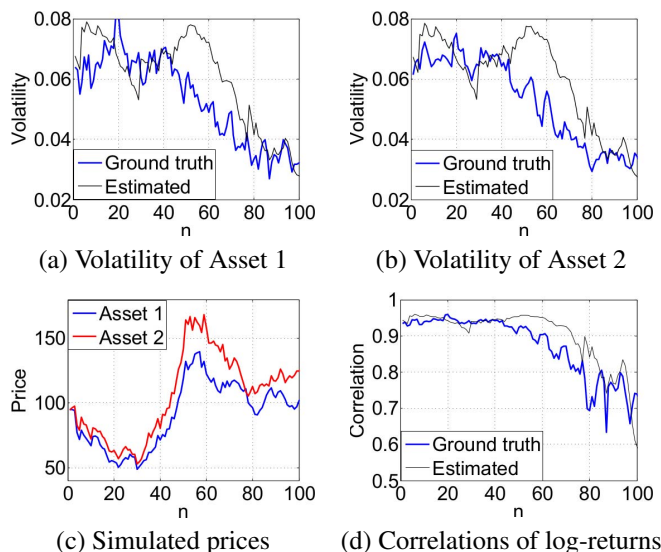 0.08
0.06
0.04
0.02
Volatility
Ground truth
Estimated
0 20 40 60 80 100
n
(a) Volatility of Asset 1
0.08
0.06
0.04
0.02
Volatility
Ground truth
Estimated
0 20 40 60 80 100
n
(b) Volatility of Asset 2
150
100
50
Price
Asset 1
Asset 2
0 20 40 60 80 100
n
(c) Simulated prices
1
0.9
0.8
0.7
0.6
0.5
Correlation
Ground truth
Estimated
0 20 40 60 80 100
n
(d) Correlations of log-returns